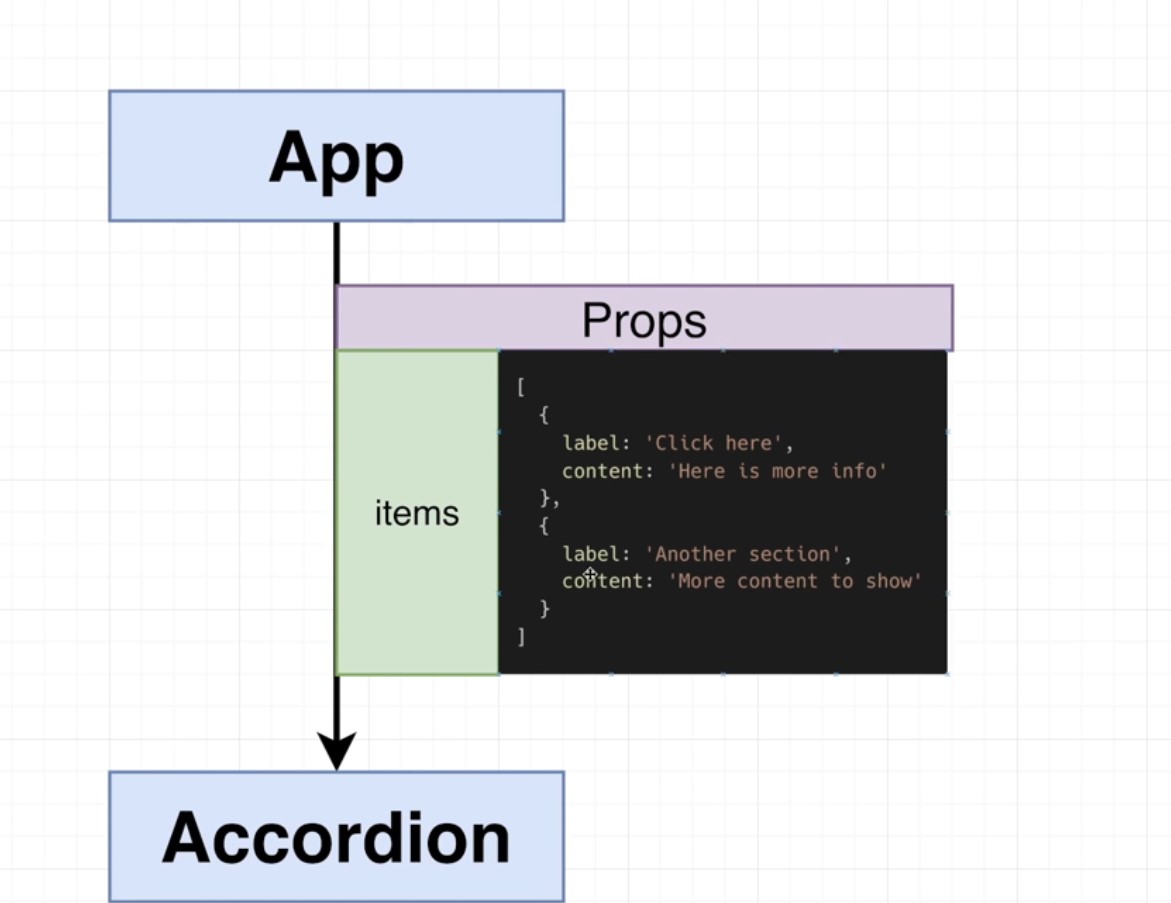 App
Props
items
[
{
label: 'Click here',
content: 'Here is more info'
},
{
label: 'Another section',
content: 'More content to show'
}
]
Accordion